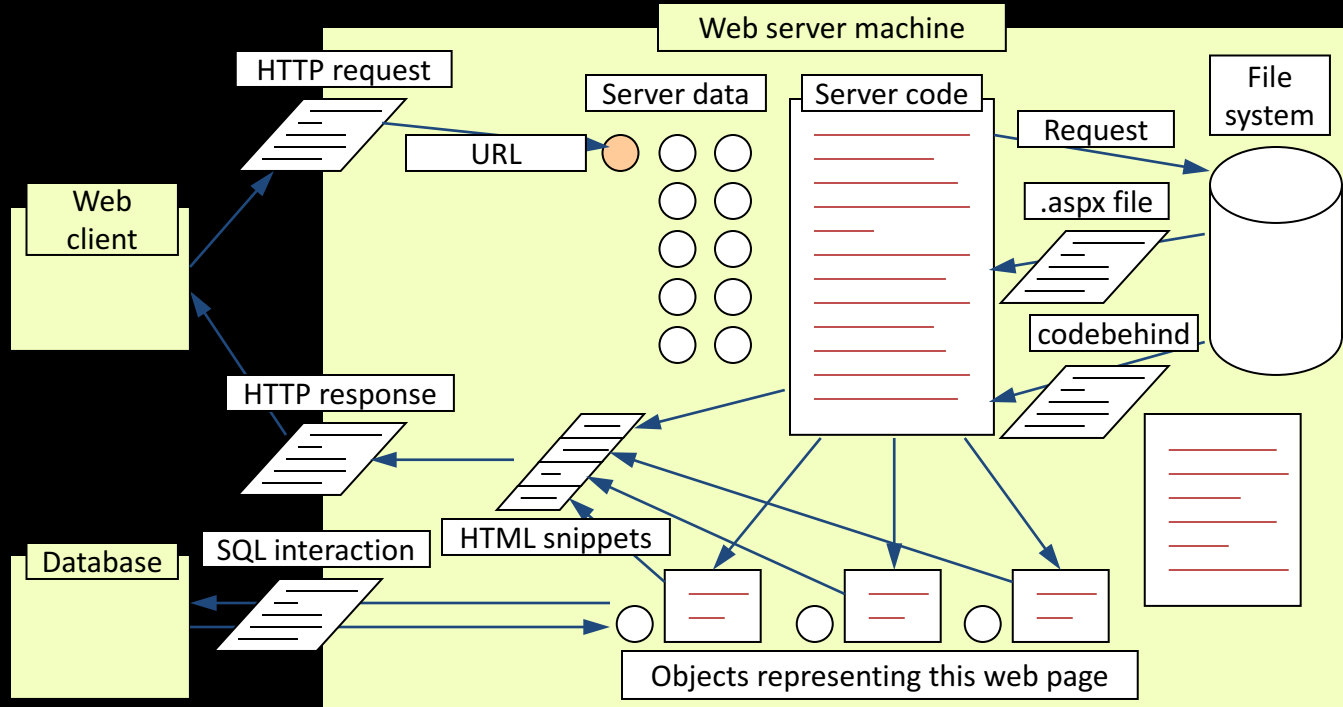 Web server machine
HTTP request
Server data
Server code
File
system
URL
Request
Web
client
.aspx file
codebehind
HTTP response
HTML snippets
SQL interaction
Database
Objects representing this web page